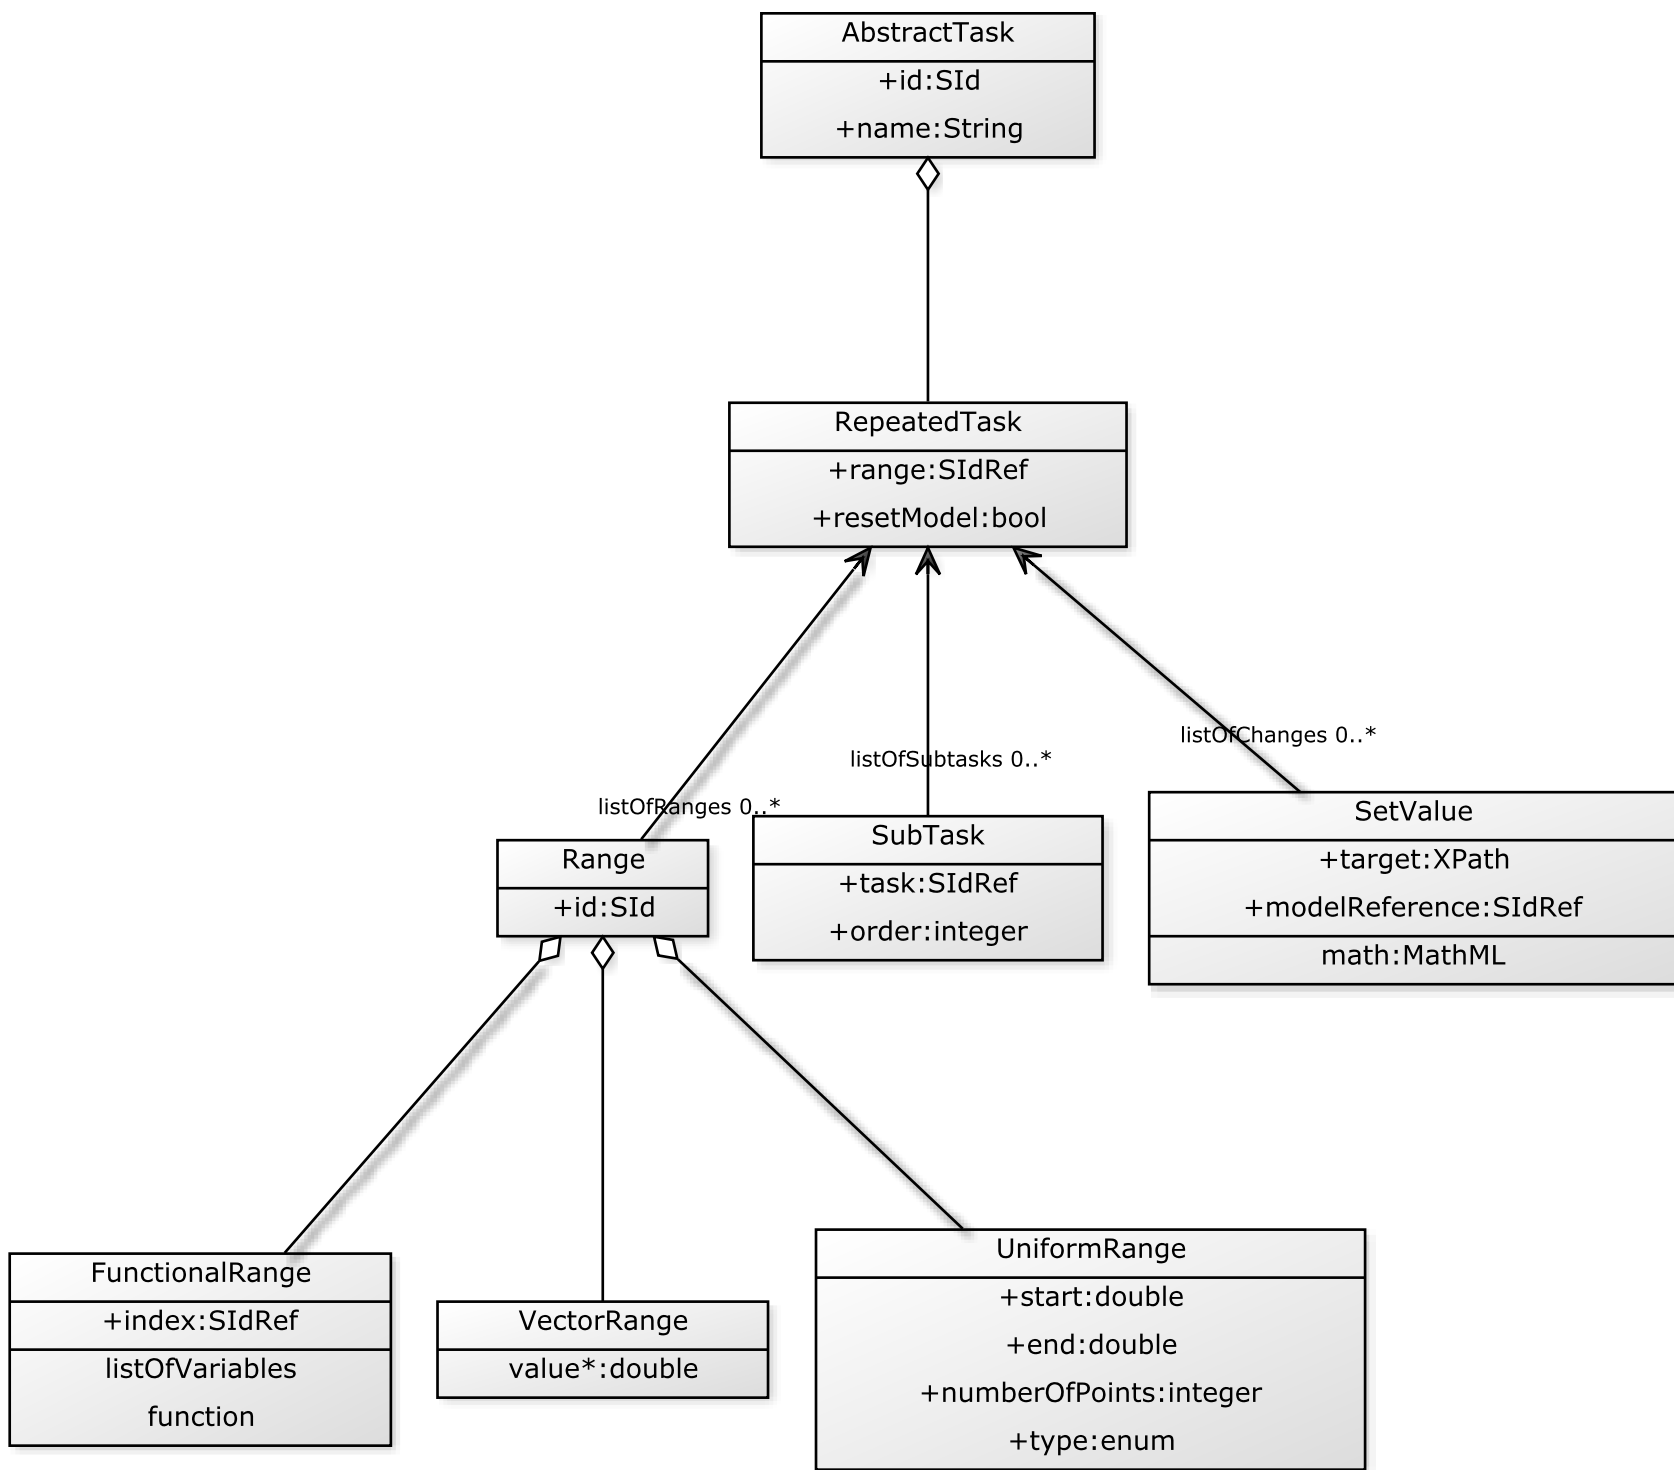 AbstractTask
+id:SId
+name:String
RepeatedTask
+range:SIdRef
+resetModel:bool
listOfChanges 0..*
listOfSubtasks 0..*
listOfRanges 0..*
Range
+id:SId
SubTask
+task:SIdRef
+order:integer
SetValue
+target:XPath
+modelReference:SIdRef
math:MathML
FunctionalRange
+index:SIdRef
listOfVariables
function
VectorRange
value*:double
UniformRange
+start:double
+end:double
+numberOfPoints:integer
+type:enum